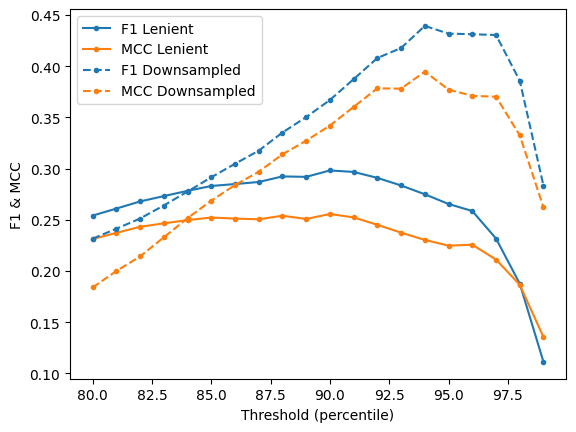 F1 Lenient
MCC Lenient
F1 Downsampled
MCC Downsampled
0.45
0.40
0.35
0.30
0.25
0.20
0.15
0.10
F1 & MCC
80.0 82.5 85.0 87.5 90.0 92.5 95.0 97.5
Threshold (percentile)